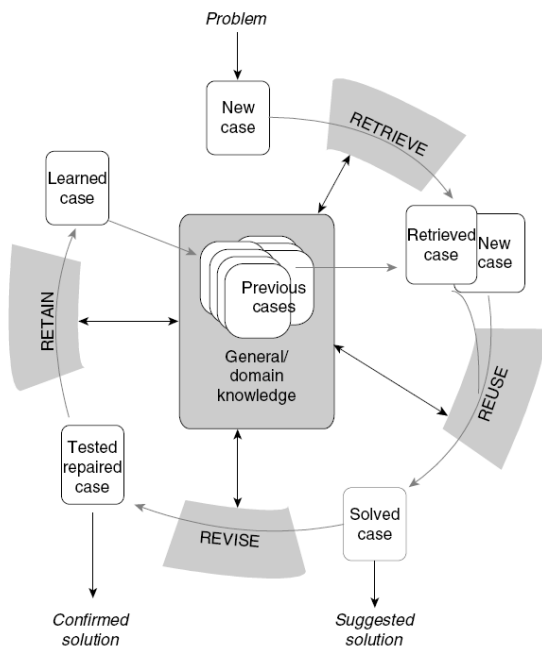 Problem
New
case
RETRIEVE
Learned
case
Retrieved
case
New
case
Previous
cases
General/
domain
knowledge
RETAIN
REUSE
Tested
repaired
case
REVISE
Solved
case
Confirmed
solution
Suggested
solution